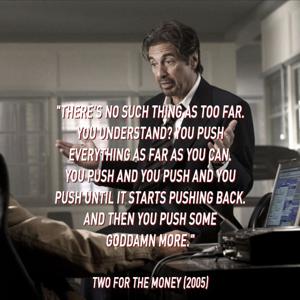 "THERE'S NO SUCH THING AS TOO FAR.
YOU UNDERSTAND? YOU PUSH
EVERYTHING AS FAR AS YOU CAN.
YOU PUSH AND YOU PUSH AND YOU
PUSH UNTIL IT STARTS PUSHING BACK.
AND THEN YOU PUSH SOME
GODDAMN MORE."
TWO FOR THE MONEY (2005)